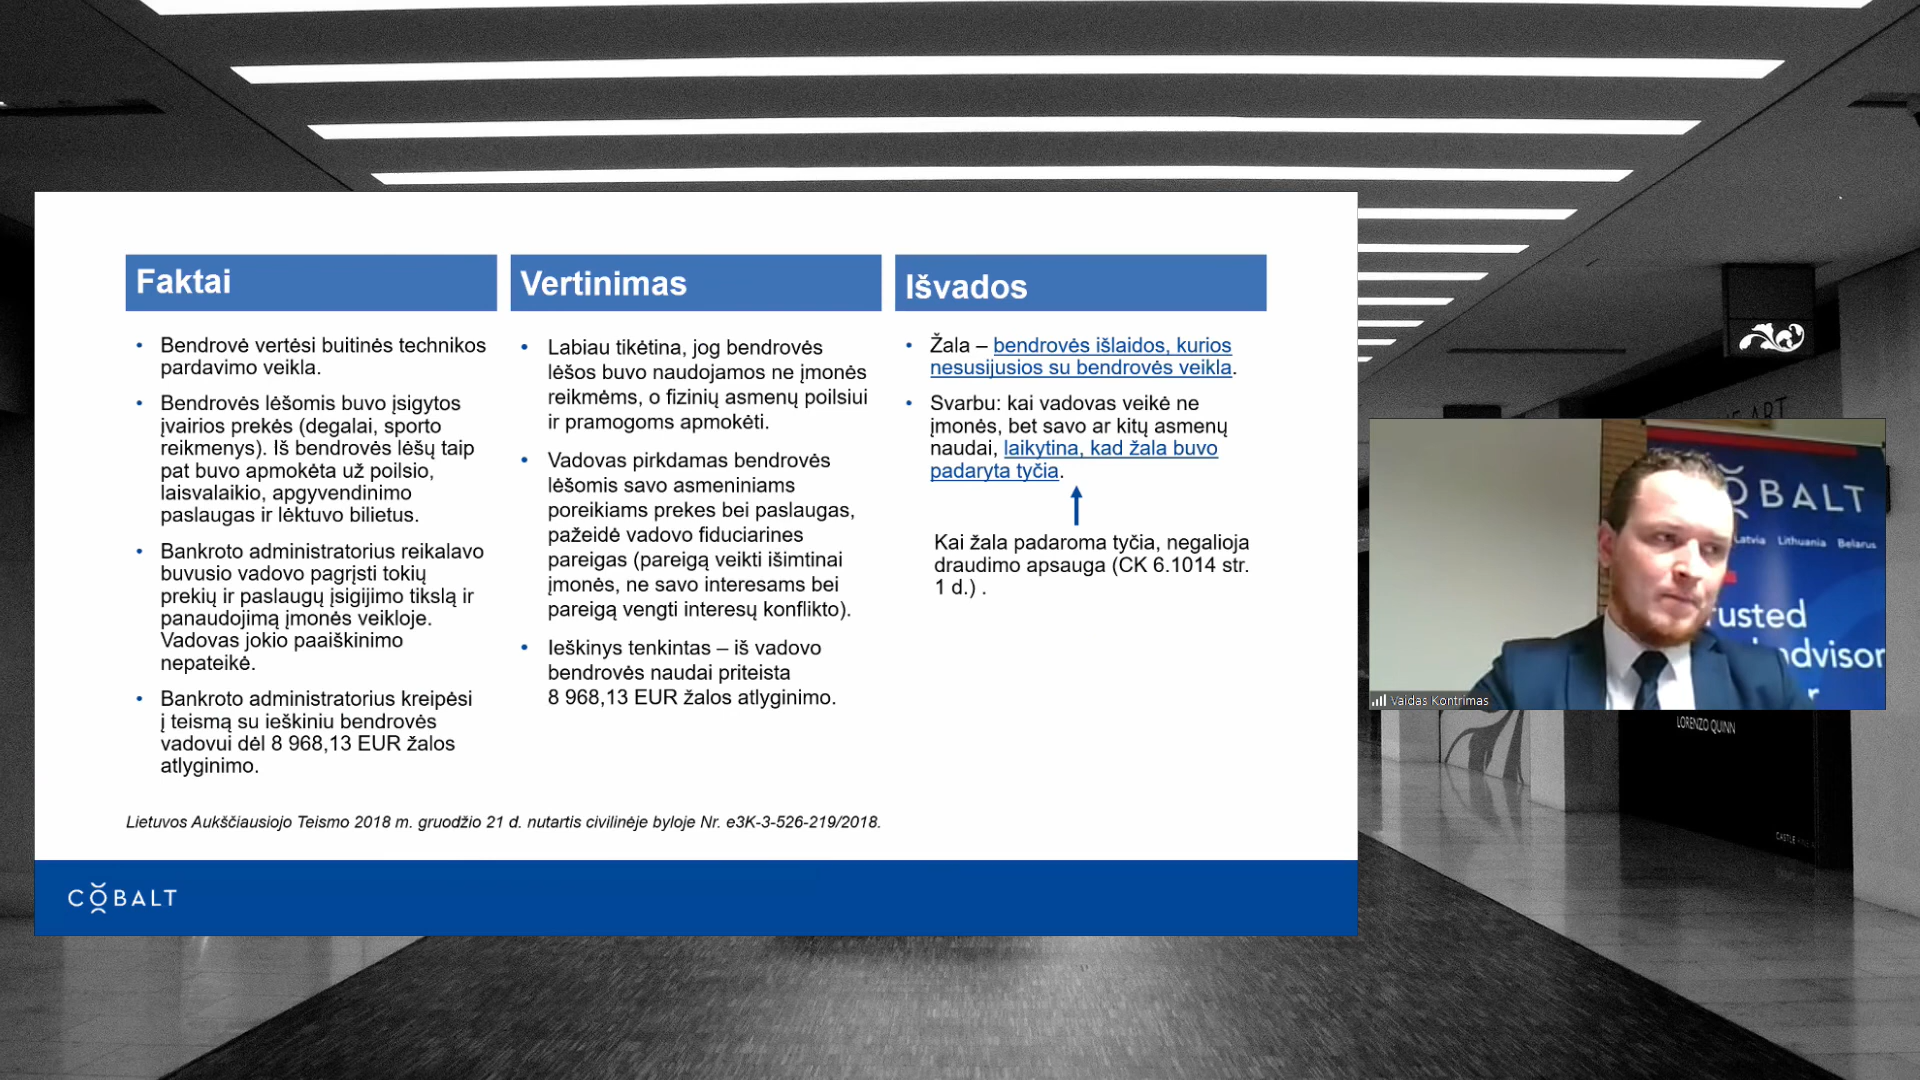 Faktai
Bendrovė vertėsi buitinės technikos
pardavimo veikla.
Bendrovės lėšomis buvo įsigytos
įvairios prekės (degalai, sporto
reikmenys). Iš bendrovės lėšų taip
pat buvo apmokėta už poilsio,
laisvalaikio, apgyvendinimo
paslaugas ir lėktuvo bilietus.
Bankroto administratorius reikalavo
buvusio vadovo pagrįsti tokių
prekių ir paslaugų įsigijimo tikslą ir
panaudojimą įmonės veikloje.
Vadovas jokio paaiškinimo
nepateikė.
Bankroto administratorius kreipėsi
į teismą su ieškiniu bendrovės
vadovui dėl 8 968,13 EUR žalos
atlyginimo.
Vertinimas
Labiau tikėtina, jog bendrovės
lėšos buvo naudojamos ne įmonės
reikmėms, o fizinių asmenų poilsiui
ir pramogoms apmokėti.
Vadovas pirkdamas bendrovės
lėšomis savo asmeniniams
poreikiams prekes bei paslaugas,
pažeidė vadovo fiduciarines
pareigas (pareigą veikti išimtinai
įmonės, ne savo interesams bei
pareigą vengti interesų konflikto).
Ieškinys tenkintas – iš vadovo
bendrovės naudai priteista
8 968,13 EUR žalos atlyginimo.
Išvados
Žala – bendrovės išlaidos, kurios
nesusijusios su bendrovės veikla.
Svarbu: kai vadovas veikė ne
įmonės, bet savo ar kitų asmenų
naudai, laikytina, kad žala buvo
padaryta tyčia.
Kai žala padaroma tyčia, negalioja
draudimo apsauga (CK 6.1014 str.
1 d.) .
Lietuvos Aukščiausiojo Teismo 2018 m. gruodžio 21 d. nutartis civilinėje byloje Nr. e3K-3-526-219/2018.
COBALT
ART
OBALT
Latvia Lithuania Belarus
rusted
advisor
r
Vaidas Kontrimas
LORENZO QUINN